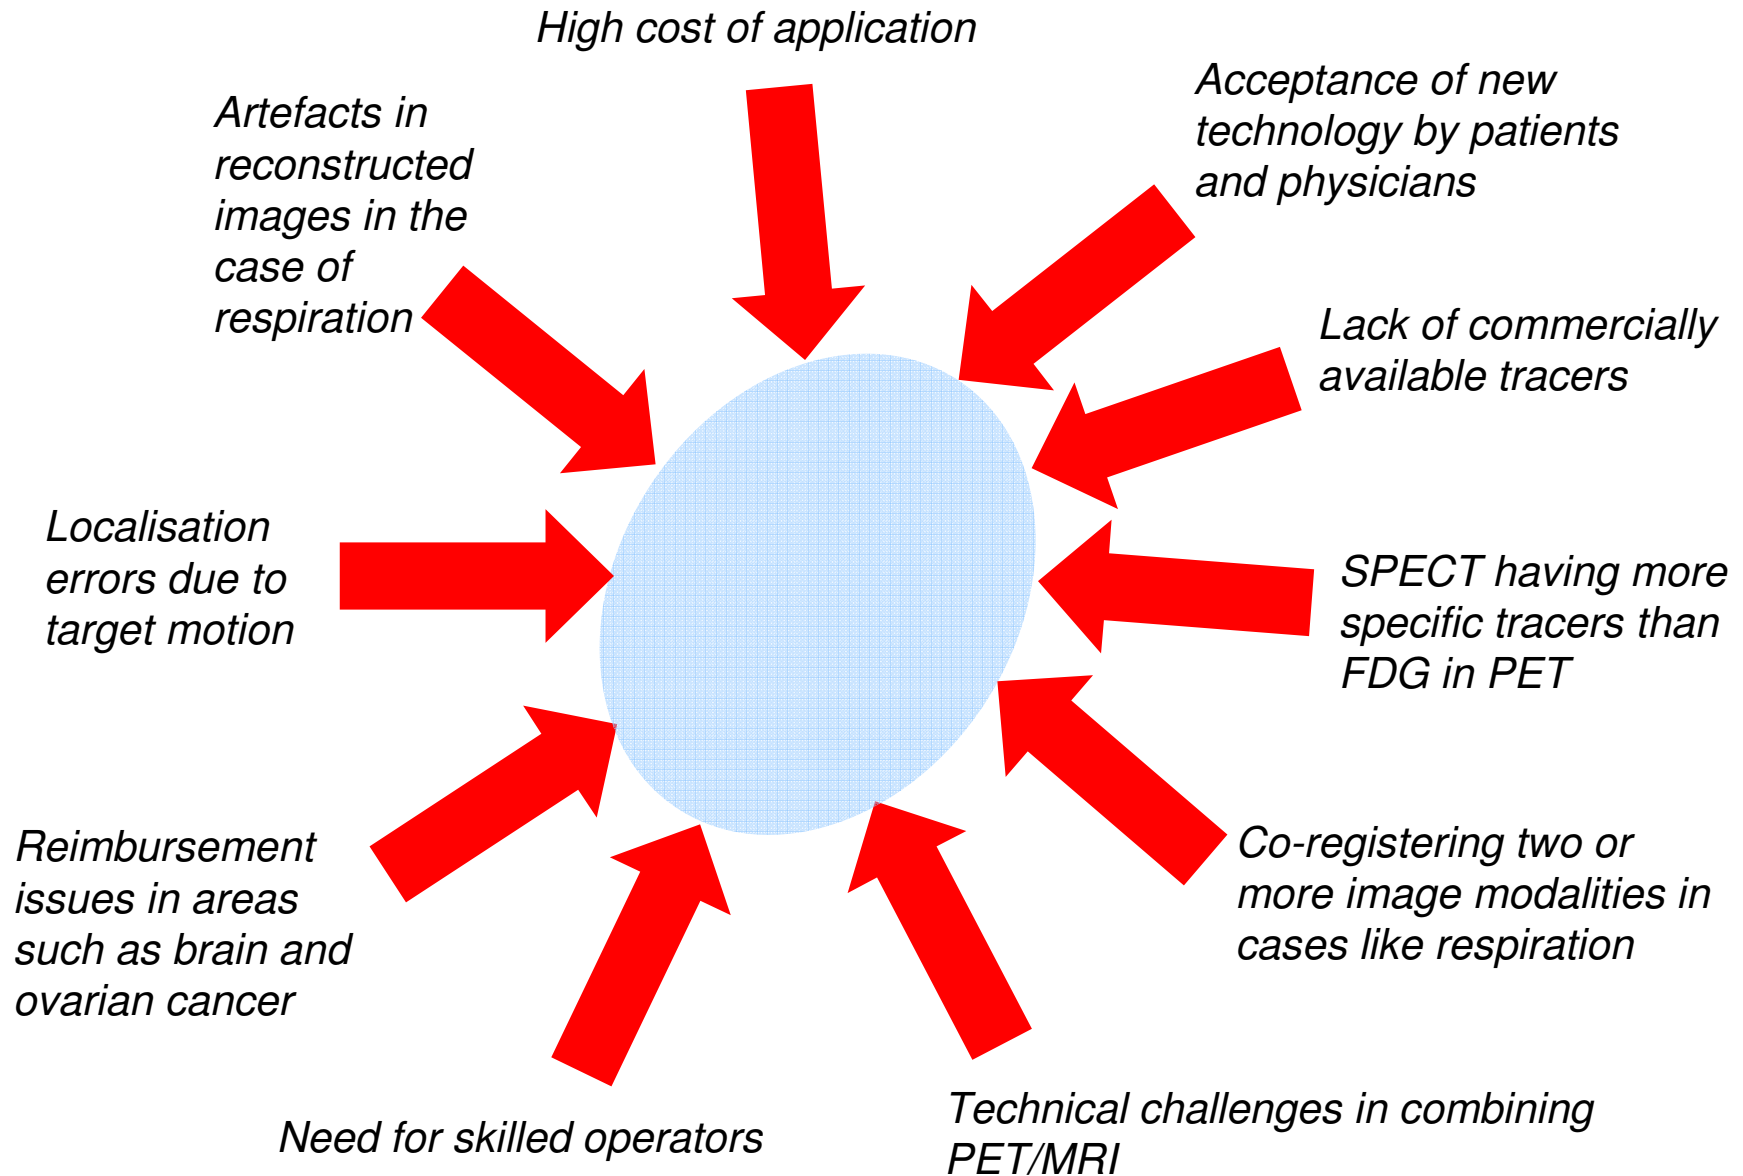 High cost of application
Acceptance of new
technology by patients
and physicians
Artefacts in
reconstructed
images in the
case of
respiration
Lack of commercially
available tracers
Localisation
errors due to
target motion
SPECT having more
specific tracers than
FDG in PET
Reimbursement
issues in areas
such as brain and
ovarian cancer
Co-registering two or
more image modalities in
cases like respiration
Need for skilled operators
Technical challenges in combining
PET/MRI